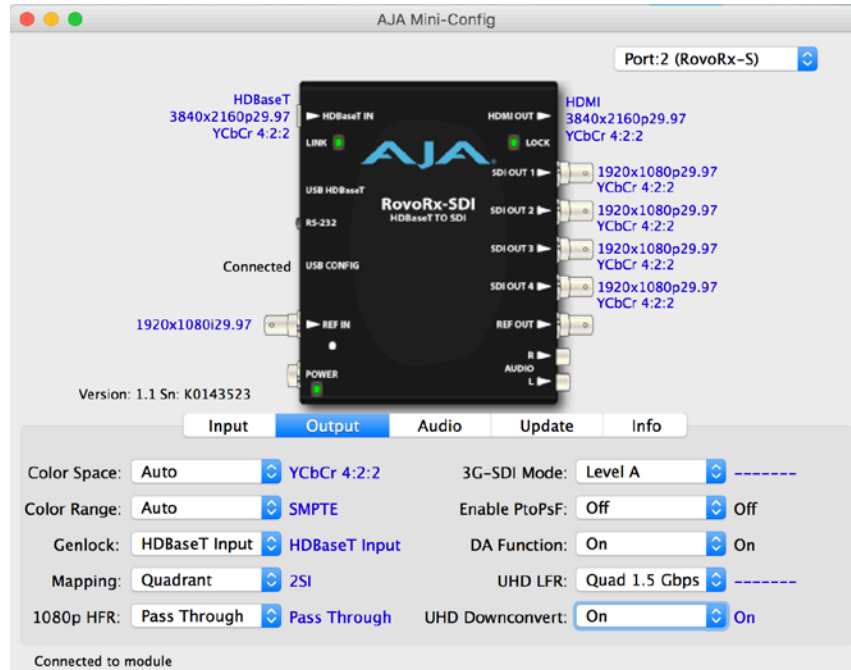 AJA Mini-Config
Port:2 (RovoRx-S)
HDBaseT
3840x2160p29.97
YCbCr 4:2:2
HDMI
3840x2160p29.97
YCbCr 4:2:2
HDBaseT IN
HDMI OUT
LINK
LOCK
AJA
SDI OUT 1
1920x1080p29.97
YCbCr 4:2:2
USB HDBaseT
RovoRx-SDI
HDBaseT TO SDI
SDI OUT 2
1920x1080p29.97
YCbCr 4:2:2
RS-232
SDI OUT 3
1920x1080p29.97
YCbCr 4:2:2
Connected
USB CONFIG
SDI OUT 4
1920x1080p29.97
YCbCr 4:2:2
1920x1080i29.97
REF IN
REF OUT
R
AUDIO
L
POWER
Version: 1.1 Sn: K0143523
Input Output Audio Update Info
Color Space: Auto YCbCr 4:2:2 3G-SDI Mode: Level A -------
Color Range: Auto SMPTE Enable PtoPsF: Off Off
Genlock: HDBaseT Input HDBaseT Input DA Function: On On
Mapping: Quadrant 2SI UHD LFR: Quad 1.5 Gbps -------
1080p HFR: Pass Through Pass Through UHD Downconvert: On On
Connected to module